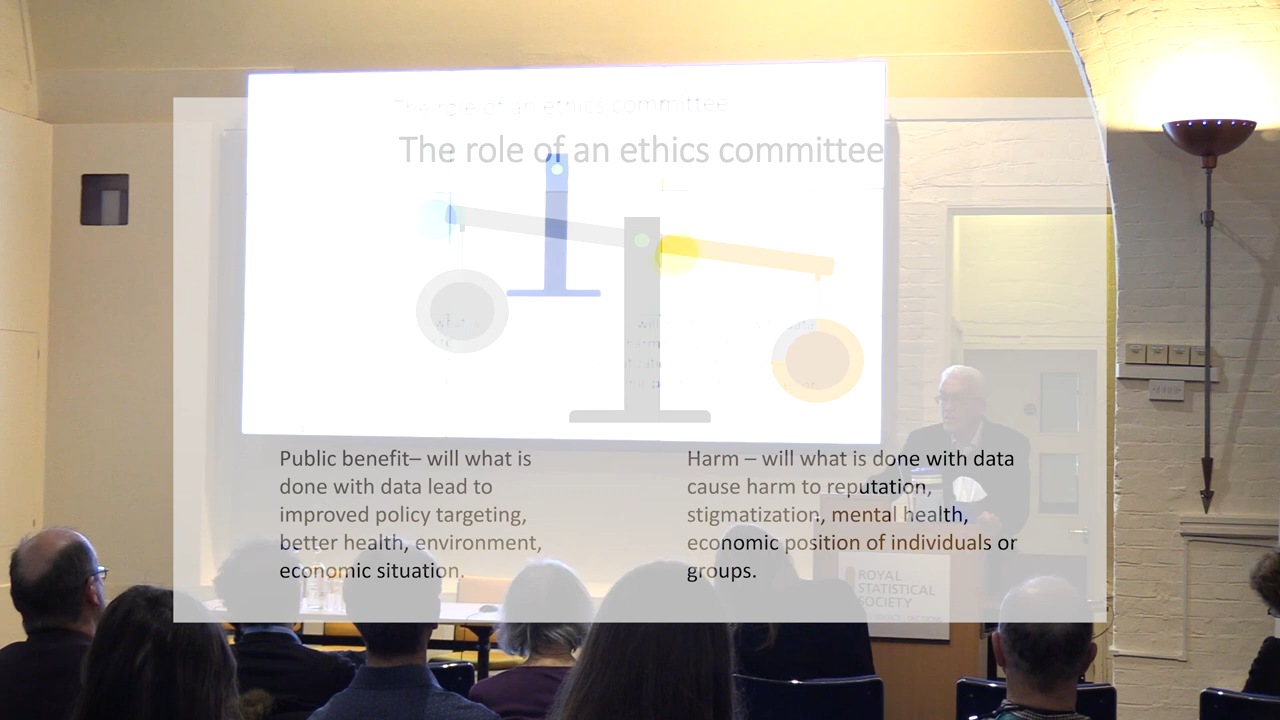 The role of an ethics committee
The role of an ethics committee
Public benefit– will what is
done with data lead to
improved policy targeting,
better health, environment,
economic situation.
Harm – will what is done with data
cause harm to reputation,
stigmatization, mental health,
economic position of individuals or
groups.
ROYAL
STATISTICAL
SOCIETY